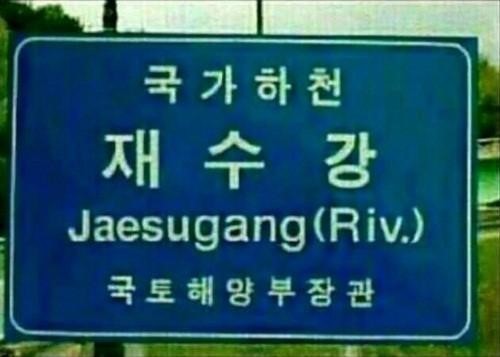 국가하천
재수강
Jaesugang(Riv.)
국토해양부장관